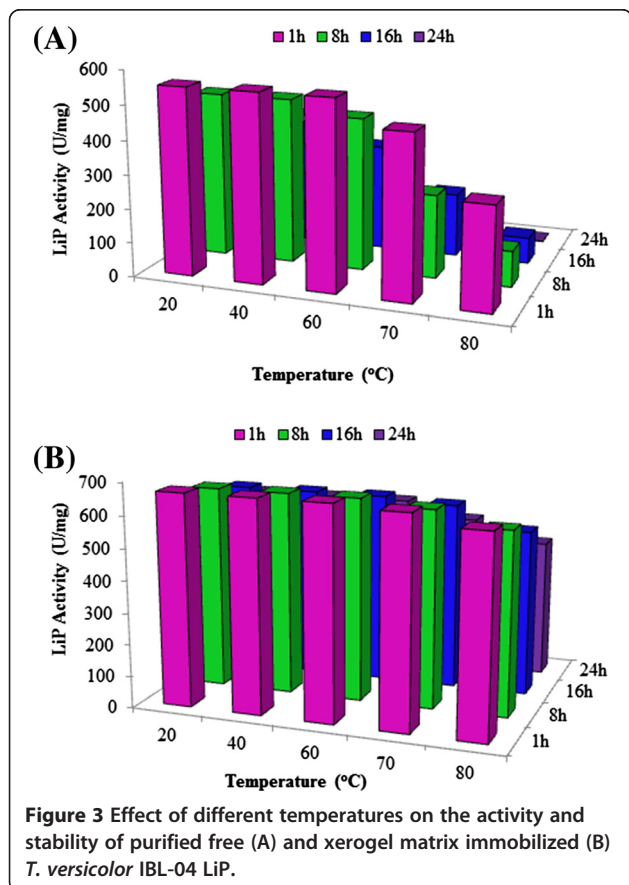 (A)
1h 8h 16h 24h
600
500
400
300
200
100
0
LiP Activity (U/mg)
20 40 60 70 80
1h
8h
16h
24h
Temperature (°C)
(B)
1h 8h 16h 24h
700
600
500
400
300
200
100
0
LiP Activity (U/mg)
20 40 60 70 80
1h
8h
16h
24h
Temperature (°C)
Figure 3 Effect of different temperatures on the activity and
stability of purified free (A) and xerogel matrix immobilized (B)
T. versicolor IBL-04 LiP.